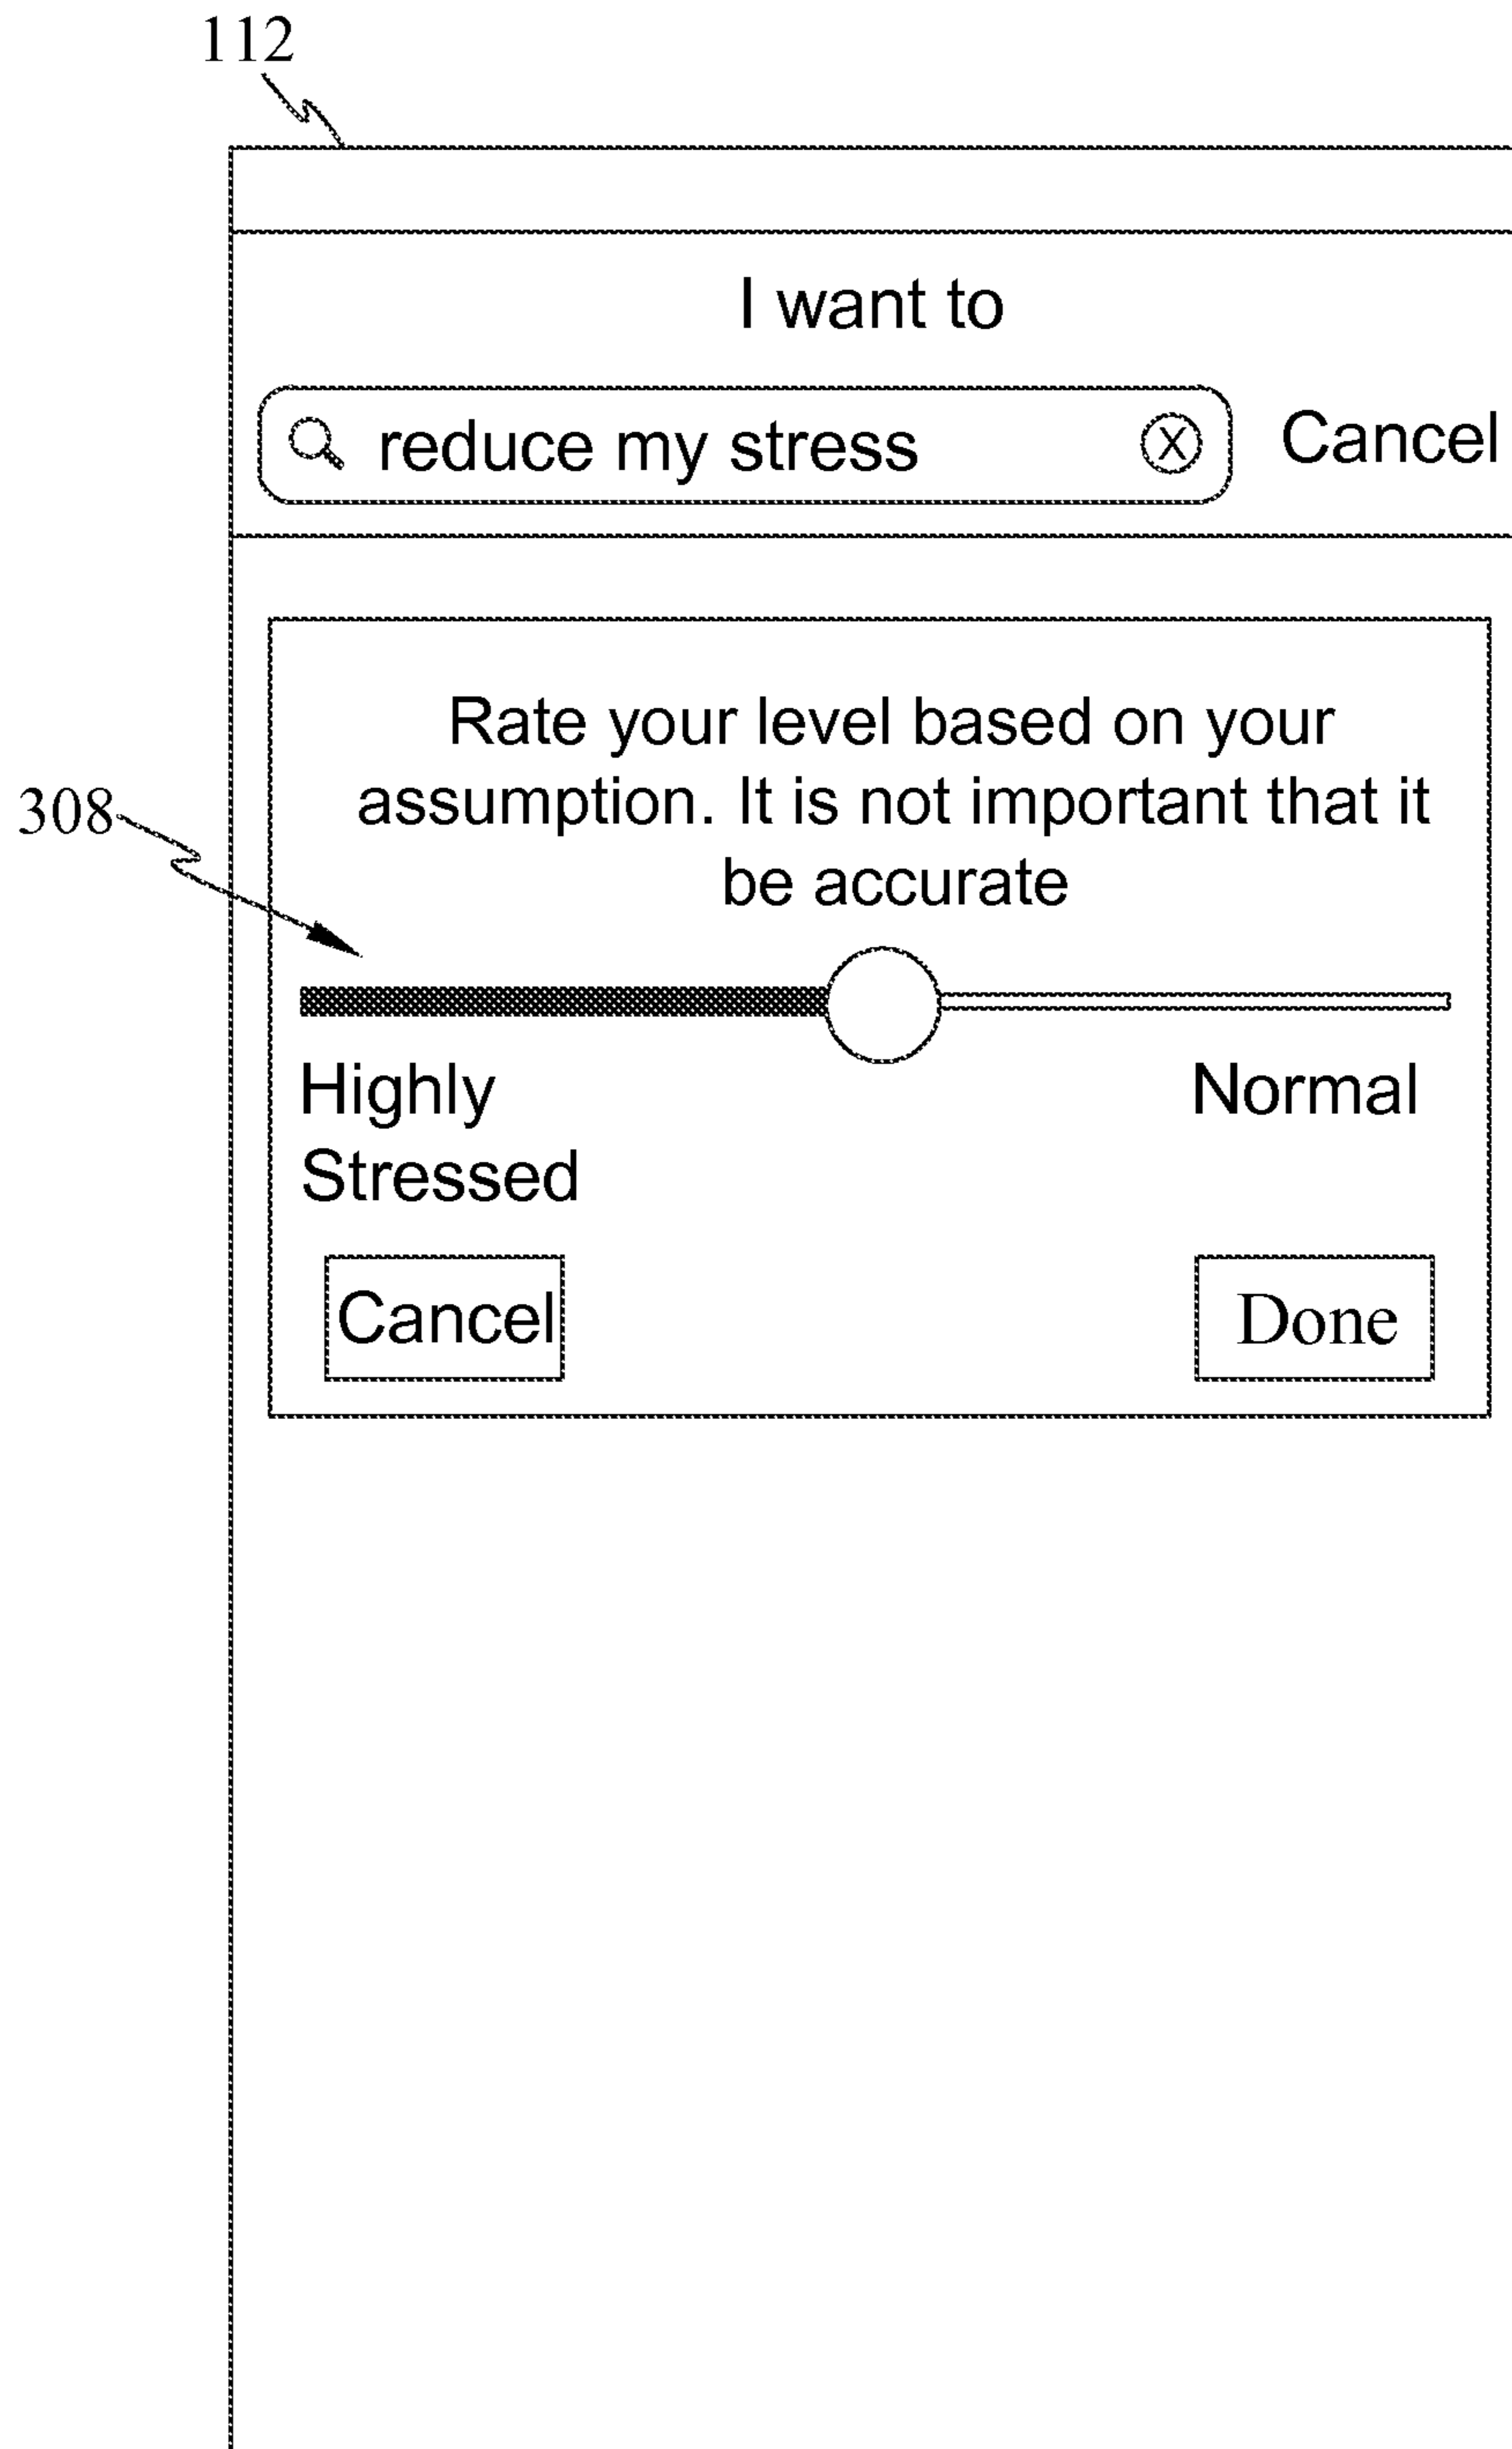 112
I want to
reduce my stress
X
Cancel
Rate your level based on your
assumption. It is not important that it
be accurate
308
Highly
Stressed
Normal
Cancel
Done